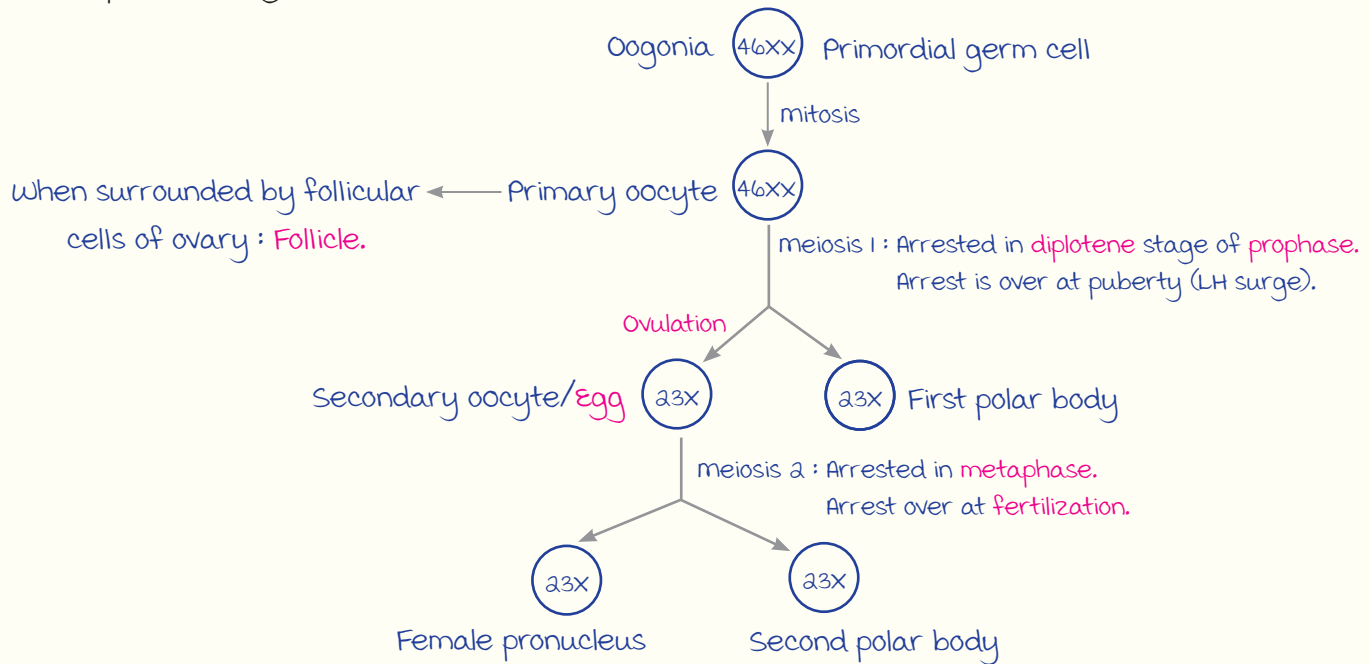 Oogonia 46XX Primordial germ cell
mitosis
When surrounded by follicular Primary oocyte 46XX
cells of ovary : Follicle.
meiosis 1 : Arrested in diplotene stage of prophase.
Arrest is over at puberty (LH surge).
Ovulation
Secondary oocyte/Egg 23X 23X First polar body
meiosis 2 : Arrested in metaphase.
Arrest over at fertilization.
23X 23X
Female pronucleus Second polar body